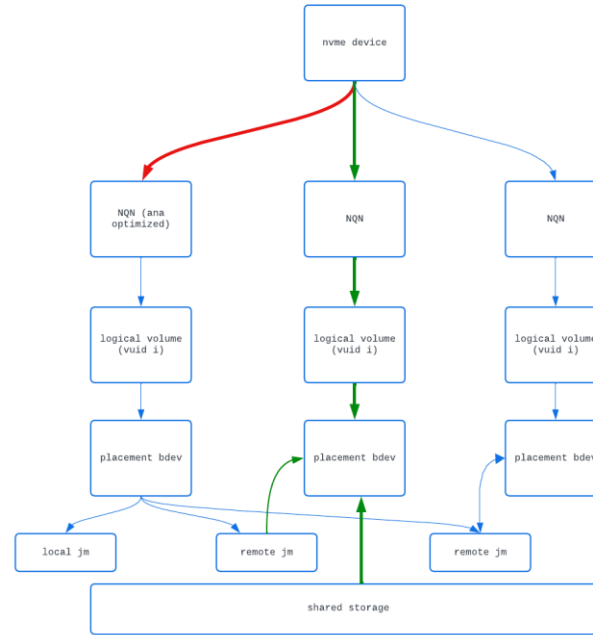 nvme device
NQN (ana
optimized)
NQN
NQN
logical volume
(vuid i)
logical volume
(vuid i)
logical volume
(vuid i)
placement bdev
placement bdev
placement bdev
local jm
remote jm
remote jm
shared storage